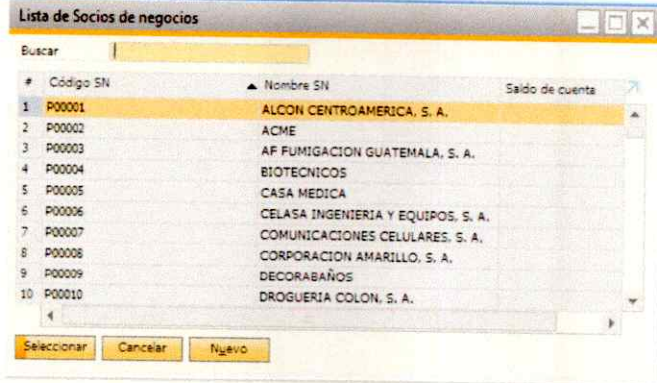 Lista de Socios de negocios
Buscar
# Código SN Nombre SN Saldo de cuenta
1 P00001 ALCON CENTROAMERICA, S. A.
2 P00002 ACME
3 P00003 AF FUMIGACION GUATEMALA, S. A.
4 P00004 BIOTECNICOS
5 P00005 CASA MEDICA
6 P00006 CELASA INGENIERIA Y EQUIPOS, S. A.
7 P00007 COMUNICACIONES CELULARES, S. A.
8 P00008 CORPORACION AMARILLO, S. A.
9 P00009 DECORABAÑOS
10 P00010 DROGUERIA COLON, S. A.
Seleccionar Cancelar Nuevo